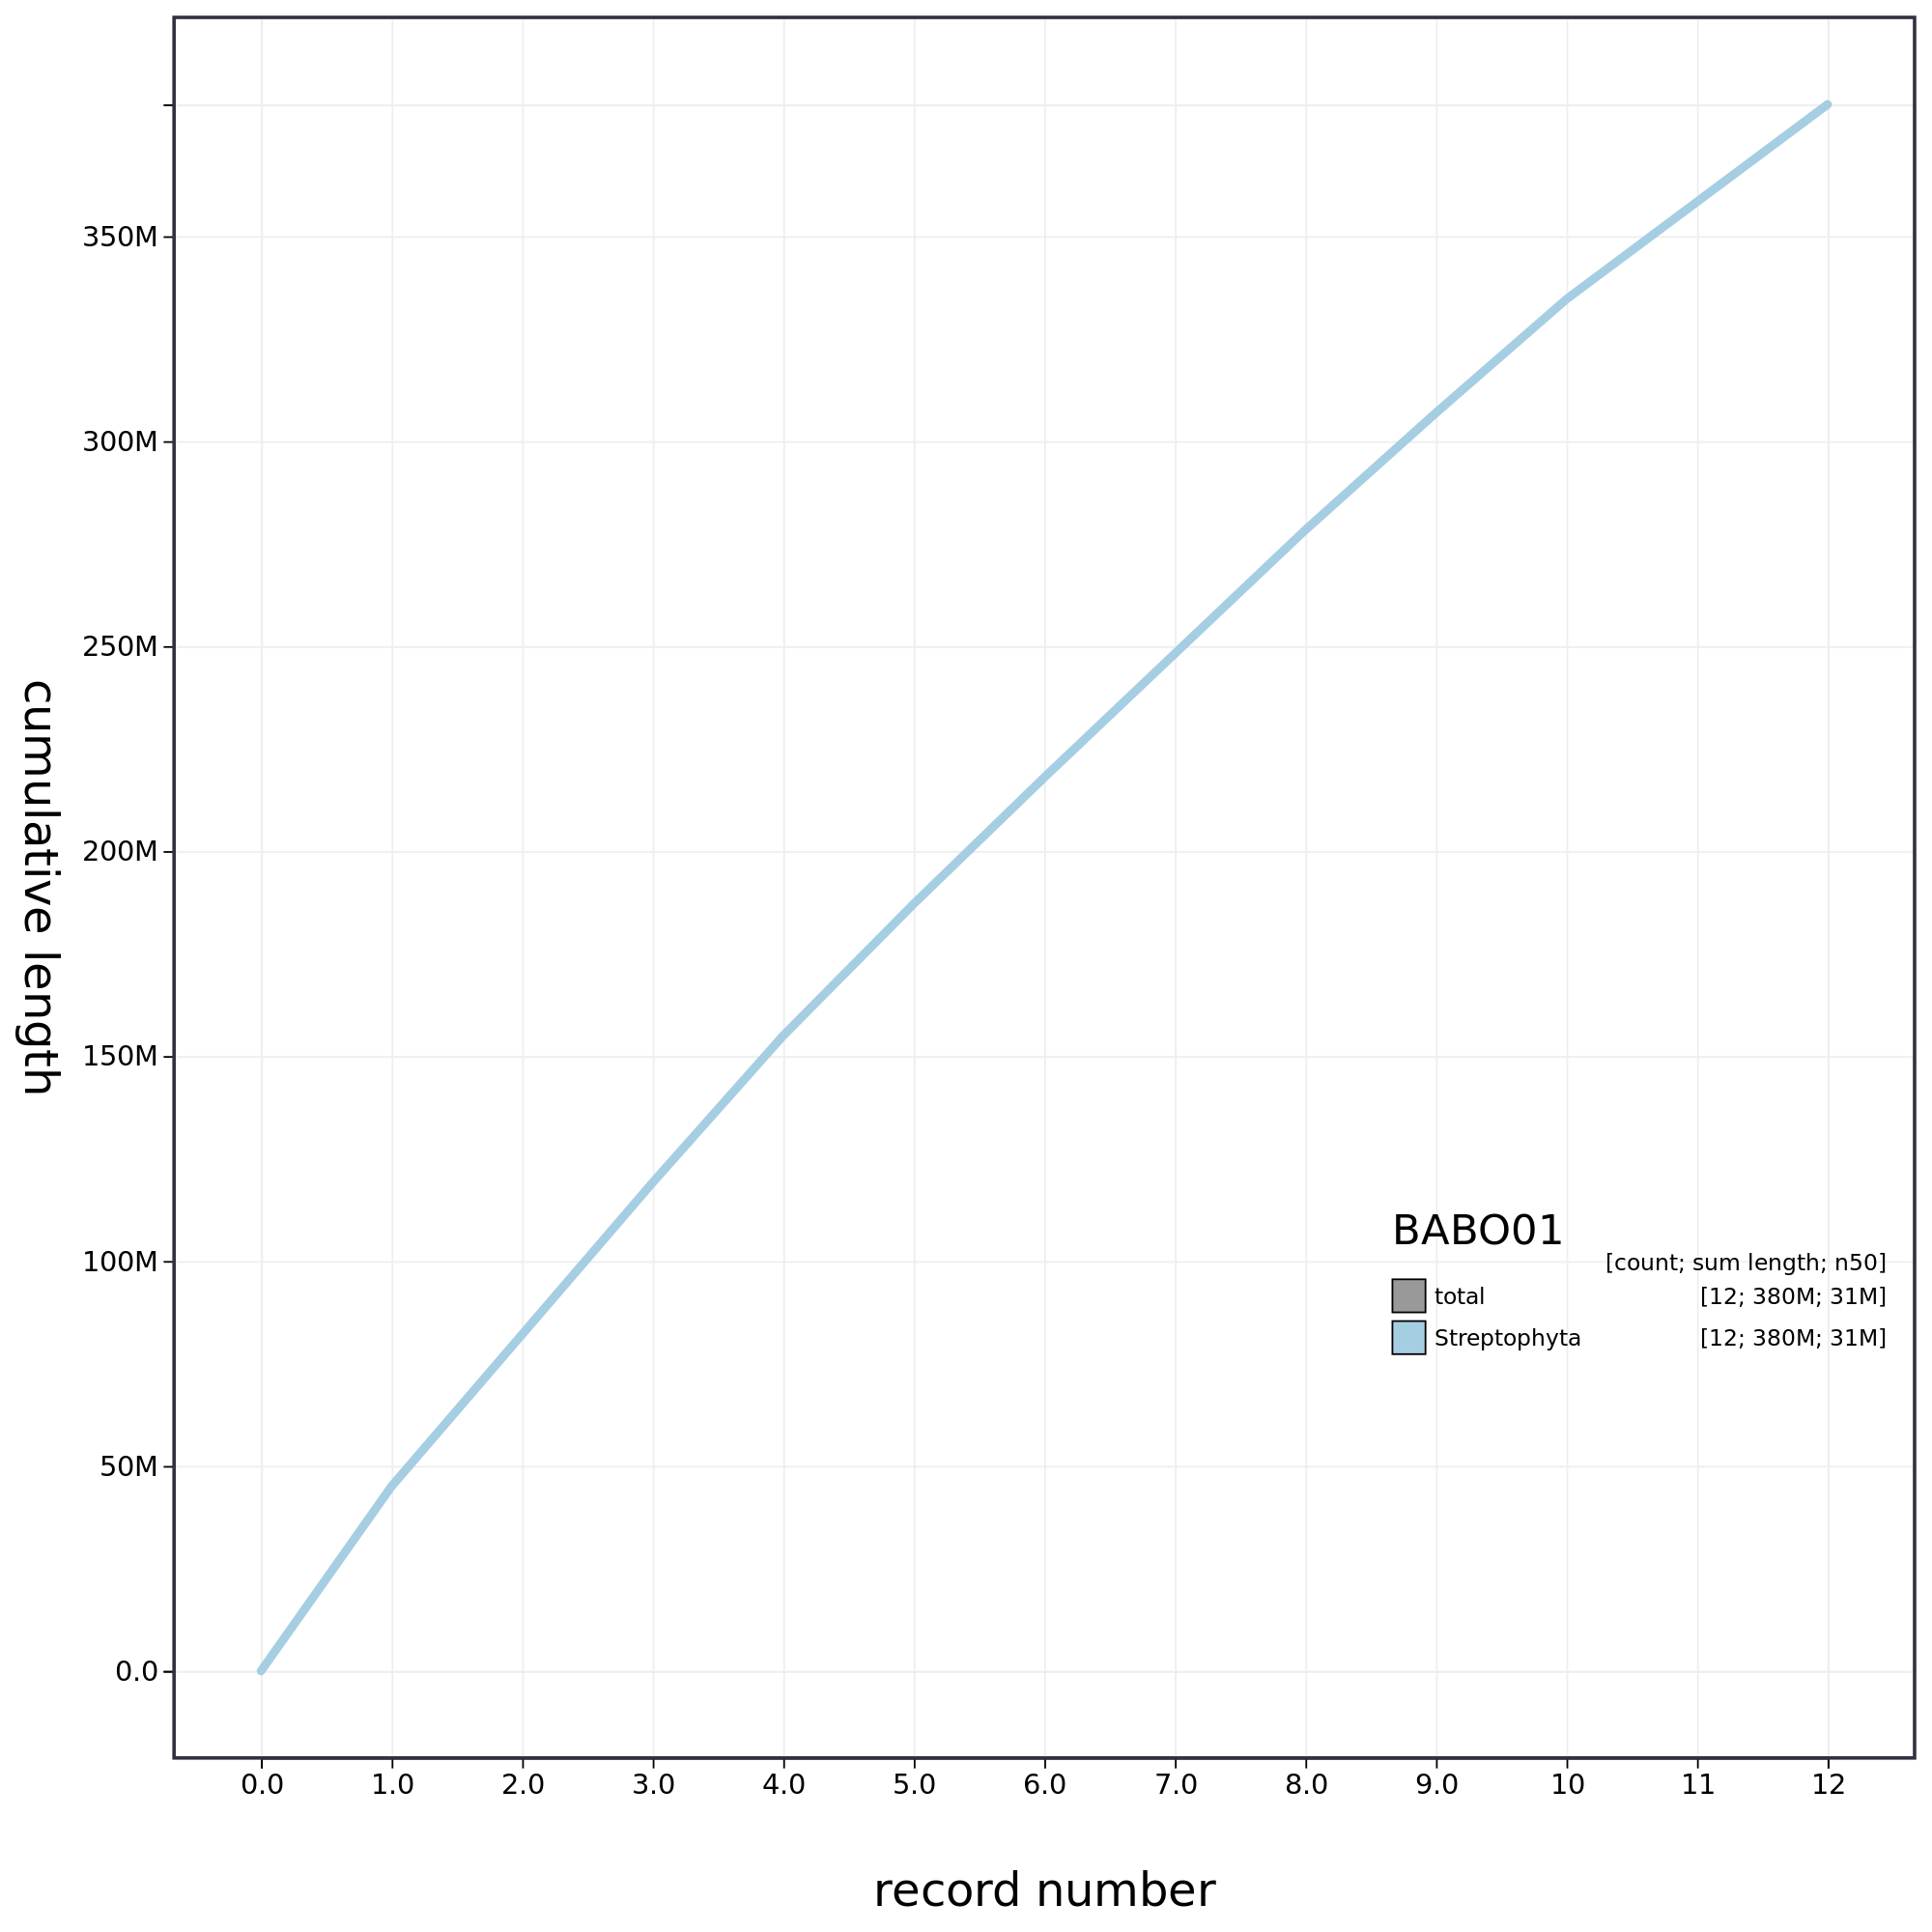 350M
300M
250M
200M
150M
100M
50M
0.0
cumulative length
BABO01
[count; sum length; n50]
total [12; 380M; 31M]
Streptophyta [12; 380M; 31M]
0.0 1.0 2.0 3.0 4.0 5.0 6.0 7.0 8.0 9.0 10 11 12
record number